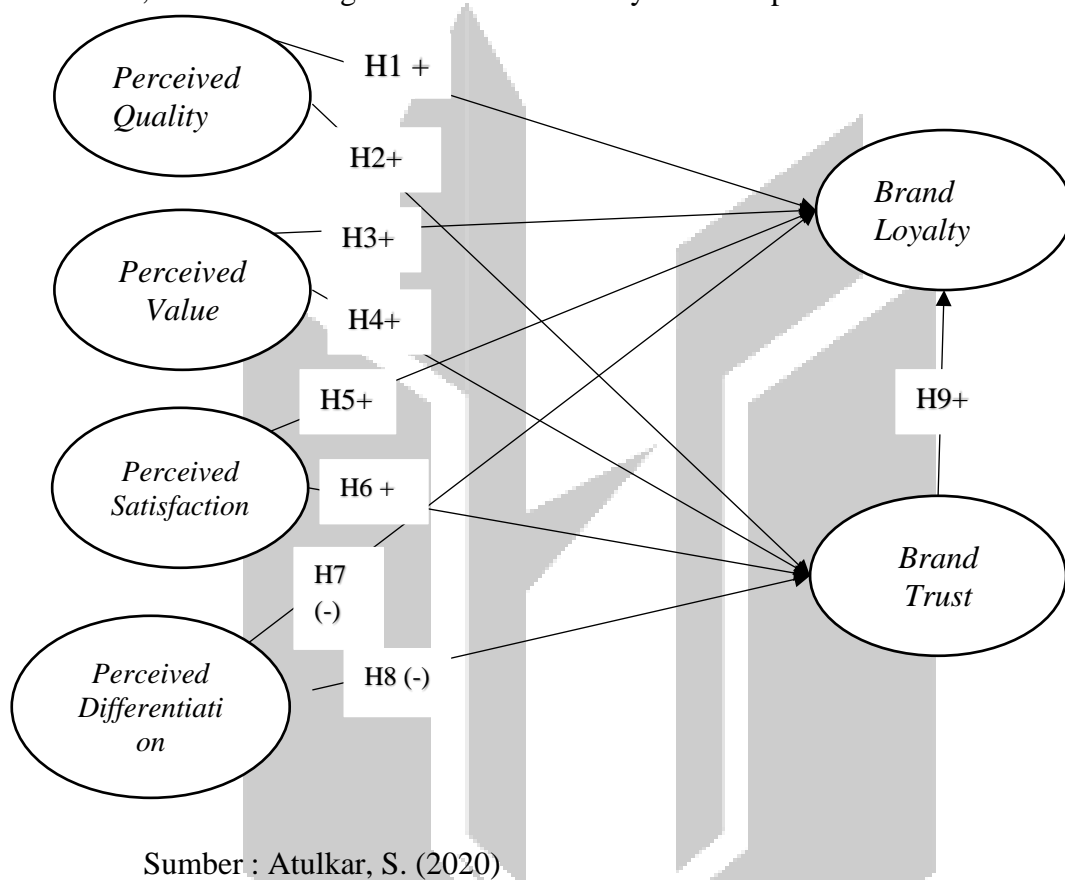 Perceived
Quality
H1 +
H2+
Brand
Loyalty
Perceived
Value
H3+
H4+
H5+
H9+
Perceived
Satisfaction
H6 +
Brand
Trust
H7
(-)
H8 (-)
Perceived
Differentiati
on
Sumber : Atulkar, S. (2020)